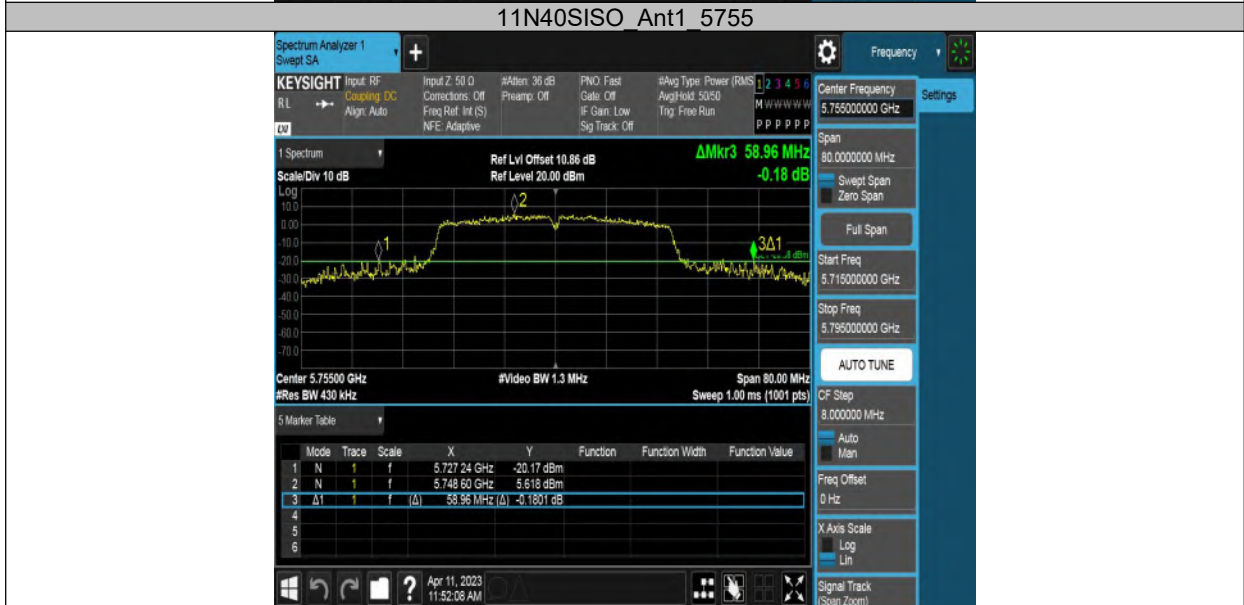 11N40SISO_Ant1_5755
Spectrum Analyzer 1
Swept SA
+
Frequency
KEYSIGHT
Input: RF
Coupling: DC
Align: Auto
Input Z: 50 Ω
Corrections: Off
Freq Ref: Int (S)
NFE: Adaptive
#Atten: 36 dB
Preamp: Off
PNO: Fast
Gate: Off
IF Gain: Low
Sig Track: Off
#Avg Type: Power (RMS
Avg|Hold: 50/50
Trig: Free Run
1 2 3 4 5 6
M W W W W W
P P P P P P
RL
LXI
1 Spectrum
Scale/Div 10 dB
Log
Ref Lvl Offset 10.86 dB
Ref Level 20.00 dBm
ΔMkr3 58.96 MHz
-0.18 dB
10.0
0.00
-10.0
-20.0
-30.0
-40.0
-50.0
-60.0
-70.0
1
2
3Δ1
dBm
Center 5.75500 GHz
#Video BW 1.3 MHz
Span 80.00 MHz
#Res BW 430 kHz
Sweep 1.00 ms (1001 pts)
5 Marker Table
Mode Trace Scale X Y Function Function Width Function Value
1 N 1 f 5.727 24 GHz -20.17 dBm
2 N 1 f 5.748 60 GHz 5.618 dBm
3 Δ1 1 f (Δ) 58.96 MHz (Δ) -0.1801 dB
4
5
6
?
Apr 11, 2023
11:52:08 AM
Center Frequency
5.755000000 GHz
Settings
Span
80.0000000 MHz
Swept Span
Zero Span
Full Span
Start Freq
5.715000000 GHz
Stop Freq
5.795000000 GHz
AUTO TUNE
CF Step
8.000000 MHz
Auto
Man
Freq Offset
0 Hz
X Axis Scale
Log
Lin
Signal Track
(Span Zoom)